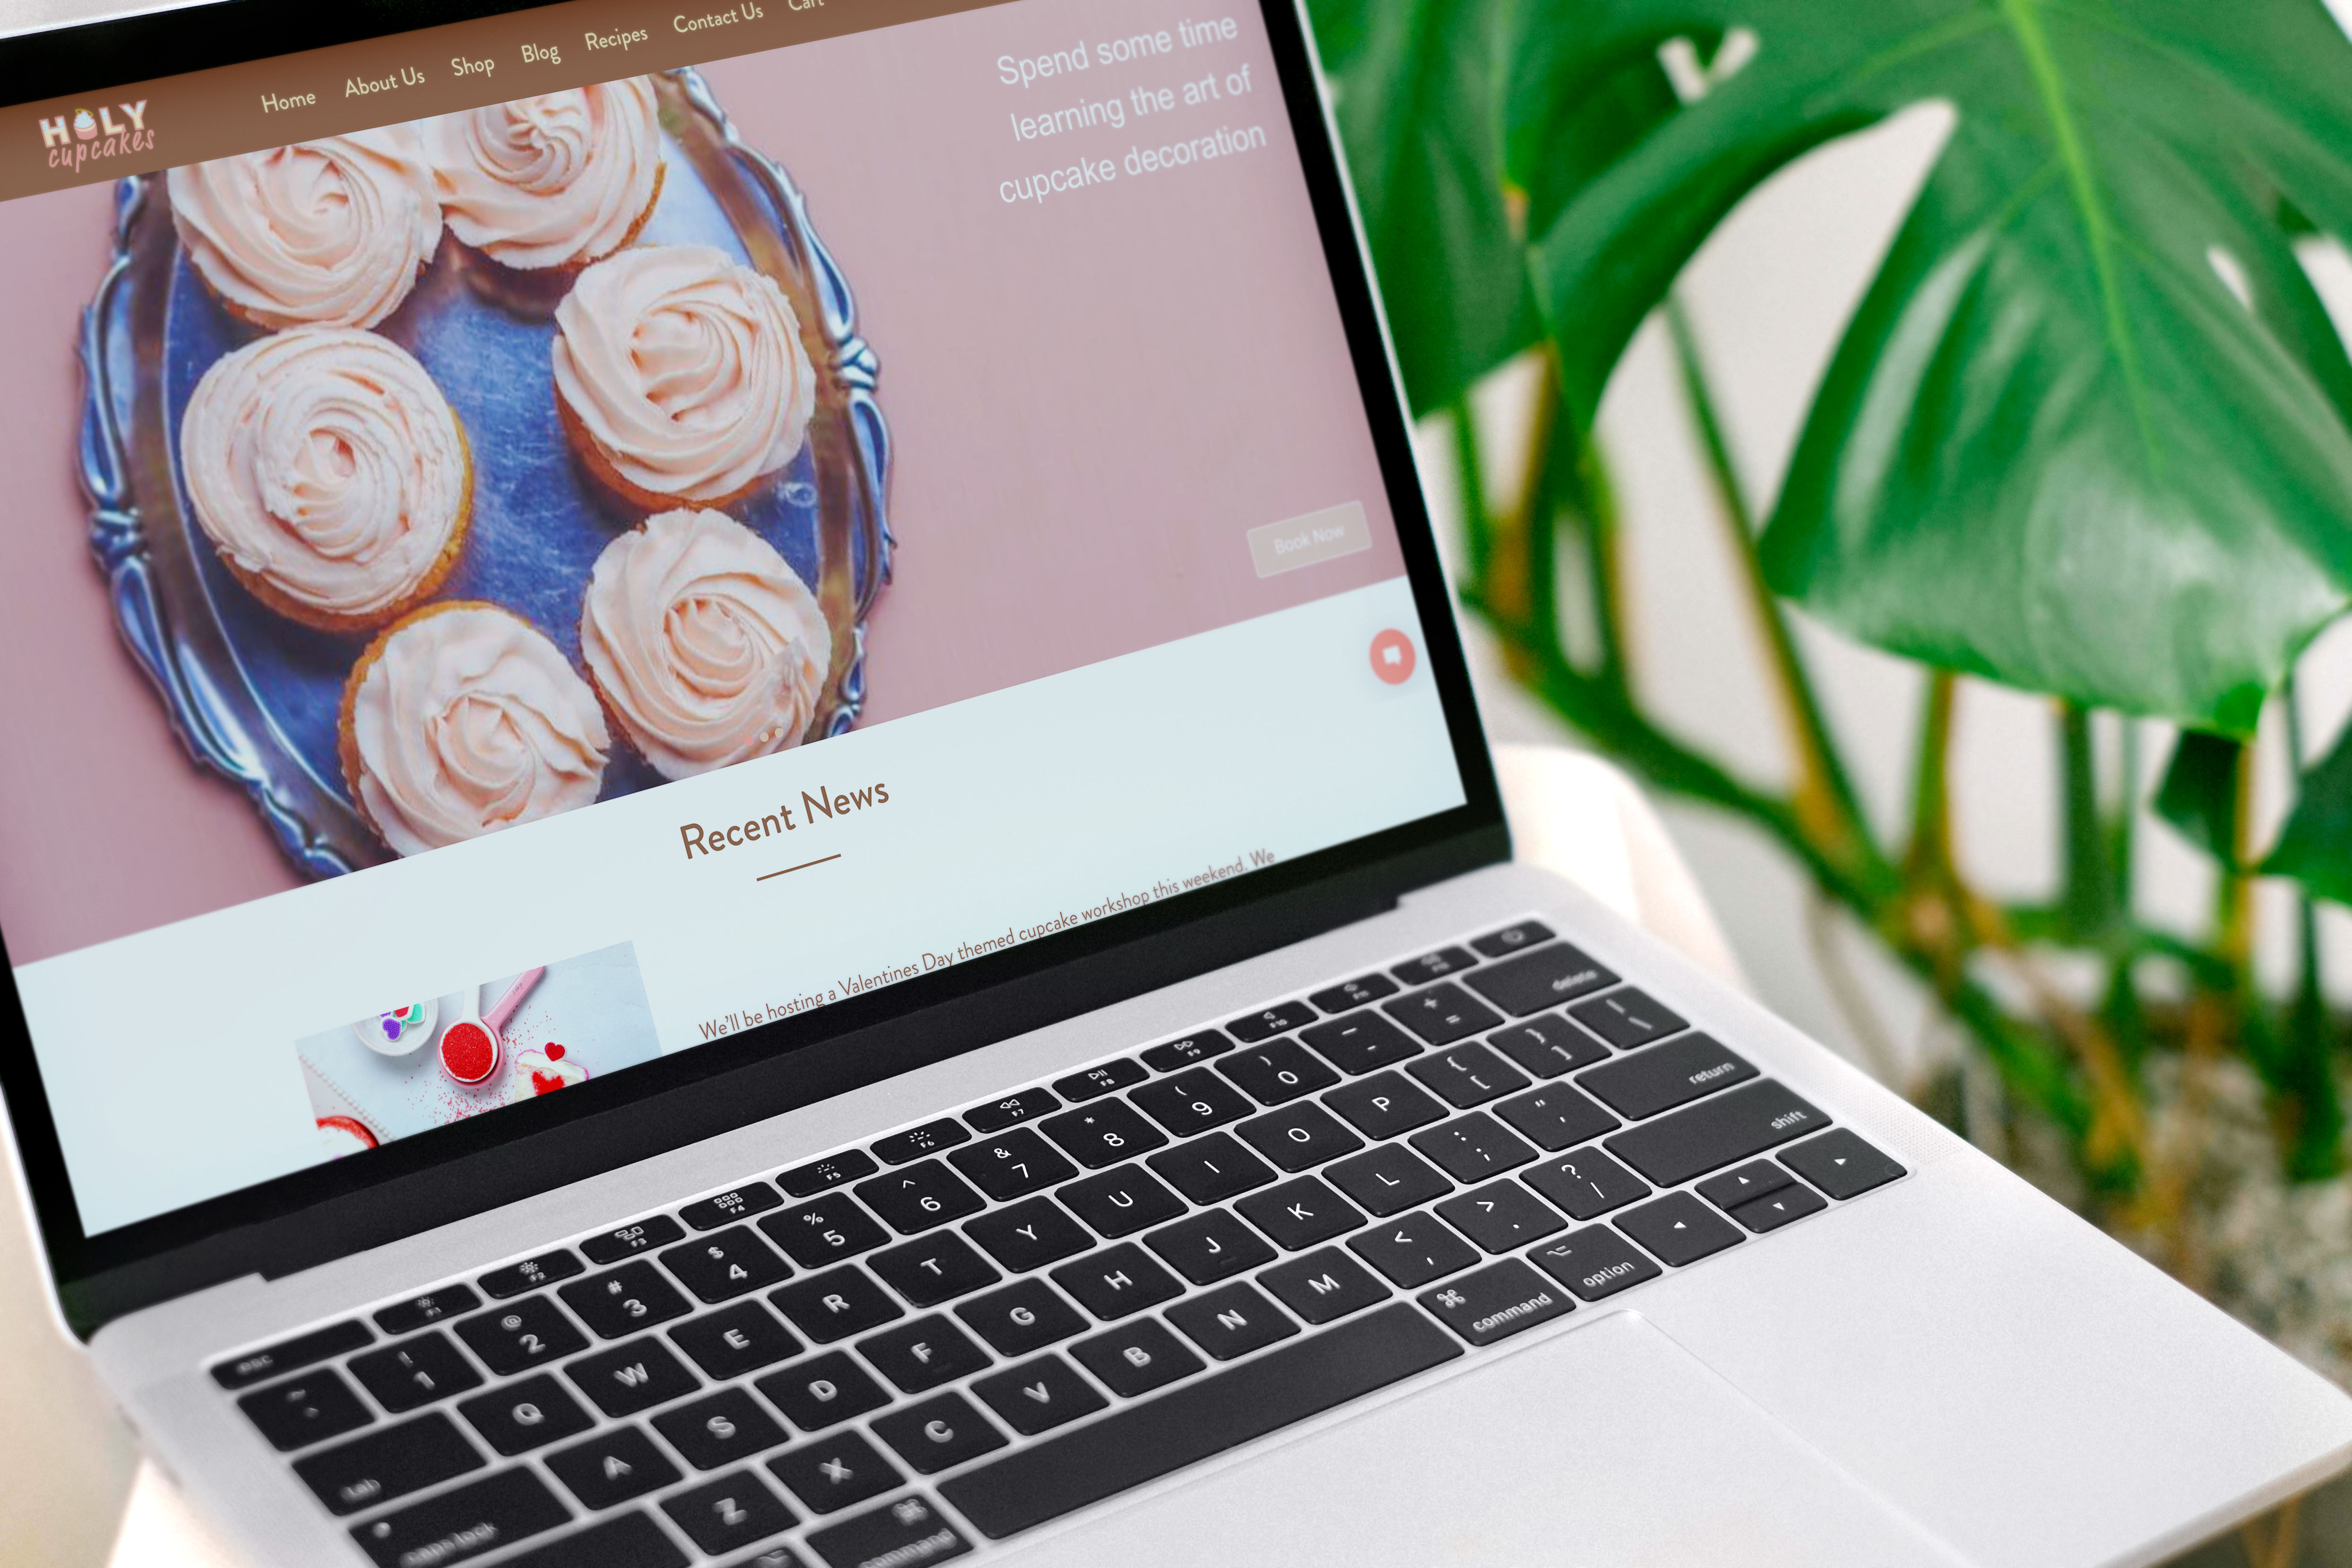 Home About Us Shop Blog Recipes Contact Us Cart
HOLY
cupcakes
Spend some time
learning the art of
cupcake decoration
Book Now
Recent News
We'll be hosting a Valentines Day themed cupcake workshop this weekend. We
esc F1 F2 F3 F4 F5 F6 F7 F8 F9 F10 F11 F12
~ ` ! 1 @ 2 # 3 $ 4 % 5 ^ 6 & 7 * 8 ( 9 ) 0 — - + = delete
tab Q W E R T Y U I O P { [ } ] | \
caps lock A S D F G H J K L : ; " ' return
Z X C V B N M < , > . ? / shift
command command option